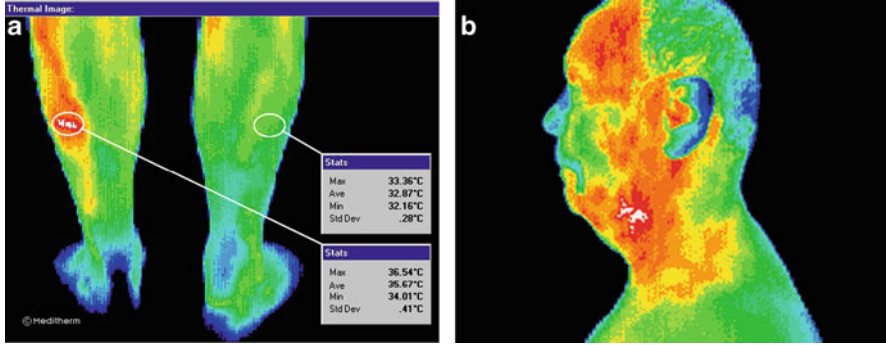 Thermal Image:
a
b
Stats
Max 33.36°C
Ave 32.87°C
Min 32.16°C
Std Dev .28°C
Stats
Max 36.54°C
Ave 35.67°C
Min 34.01°C
Std Dev .41°C
©Meditherm